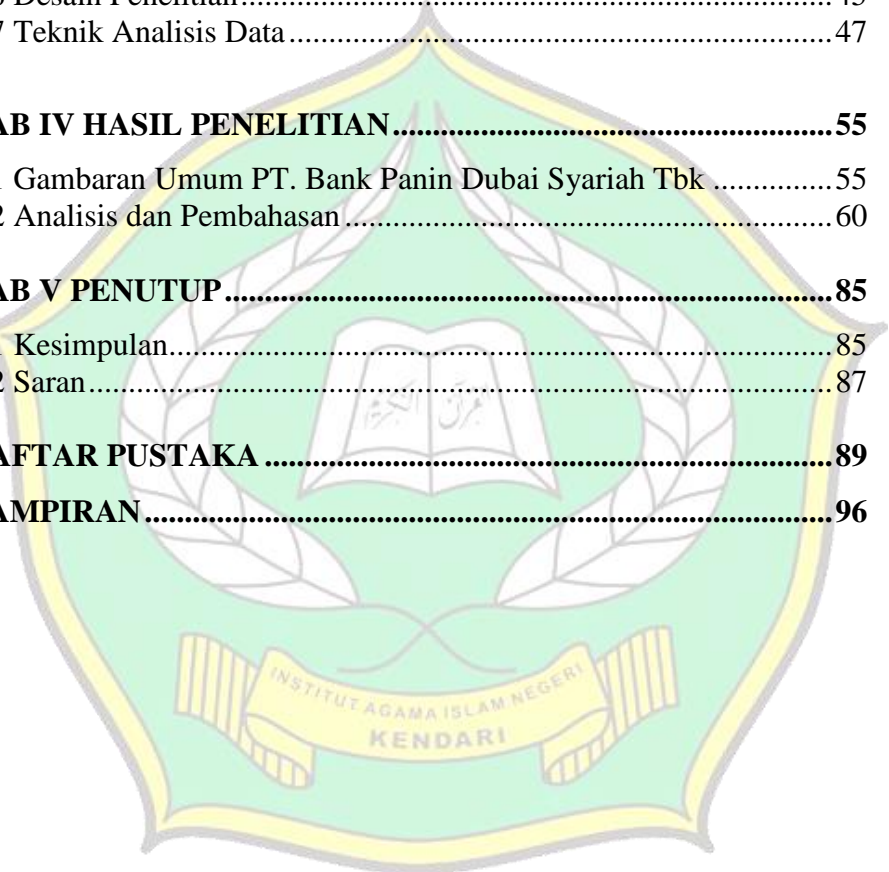 Desain Penelitian
7 Teknik Analisis Data....................................................................47
AB IV HASIL PENELITIAN.......................................................55
1 Gambaran Umum PT. Bank Panin Dubai Syariah Tbk ...............55
2 Analisis dan Pembahasan.............................................................60
AB V PENUTUP............................................................................85
1 Kesimpulan...................................................................................85
2 Saran.............................................................................................87
AFTAR PUSTAKA .......................................................................89
AMPIRAN......................................................................................96
INSTITUT AGAMA ISLAM NEGERI
KENDARI